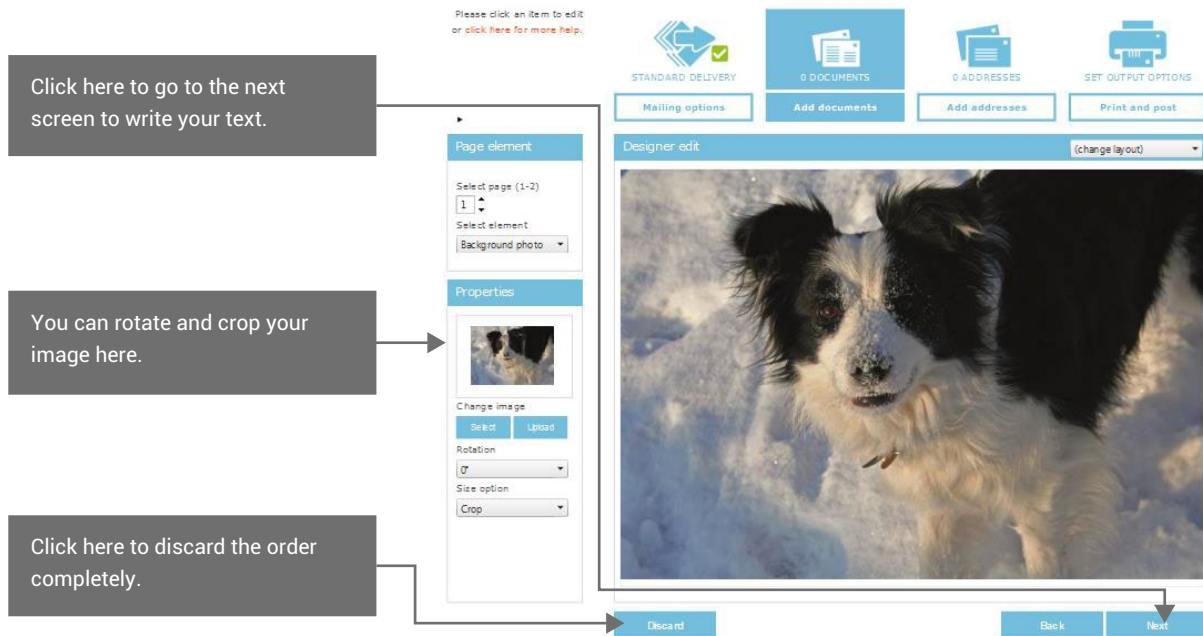 Please click an item to edit
or click here for more help.
Click here to go to the next
screen to write your text.
STANDARD DELIVERY
0 DOCUMENTS
0 ADDRESSES
SET OUTPUT OPTIONS
Mailing options
Add documents
Add addresses
Print and post
Page element
Designer edit
(change layout)
Select page (1-2)
1
Select element
Background photo
You can rotate and crop your
image here.
Properties
Change image
Select
Upload
Rotation
0°
Size option
Crop
Click here to discard the order
completely.
Discard
Back
Next